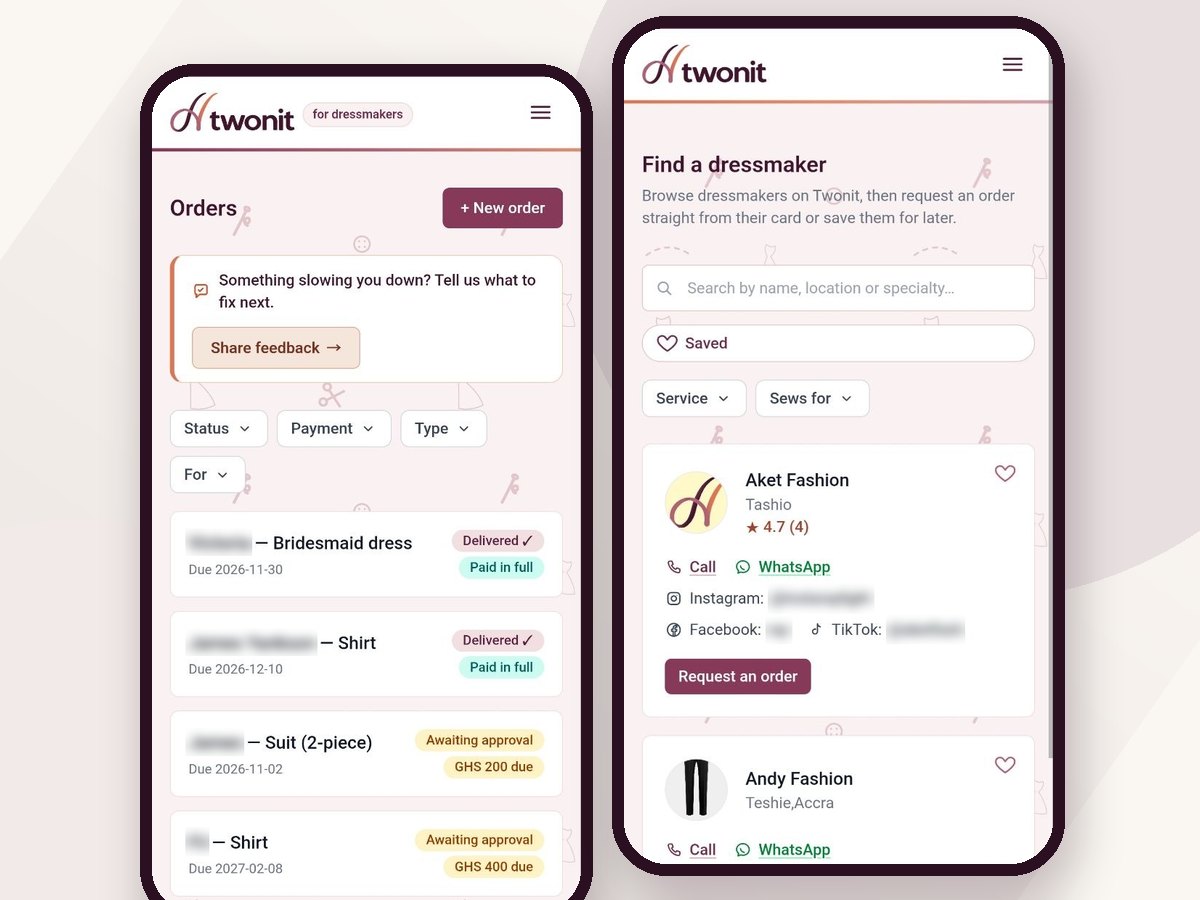 twonit for dressmakers
Orders
+ New order
Something slowing you down? Tell us what to
fix next.
Share feedback →
Status
Payment
Type
For
— Bridesmaid dress
Delivered ✓
Due 2026-11-30
Paid in full
— Shirt
Delivered ✓
Due 2026-12-10
Paid in full
— Suit (2-piece)
Awaiting approval
Due 2026-11-02
GHS 200 due
— Shirt
Awaiting approval
Due 2027-02-08
GHS 400 due
twonit
Find a dressmaker
Browse dressmakers on Twonit, then request an order
straight from their card or save them for later.
Search by name, location or specialty...
Saved
Service
Sews for
Aket Fashion
Tashio
★ 4.7 (4)
Call WhatsApp
Instagram:
Facebook: TikTok:
Request an order
Andy Fashion
Teshie,Accra
Call WhatsApp